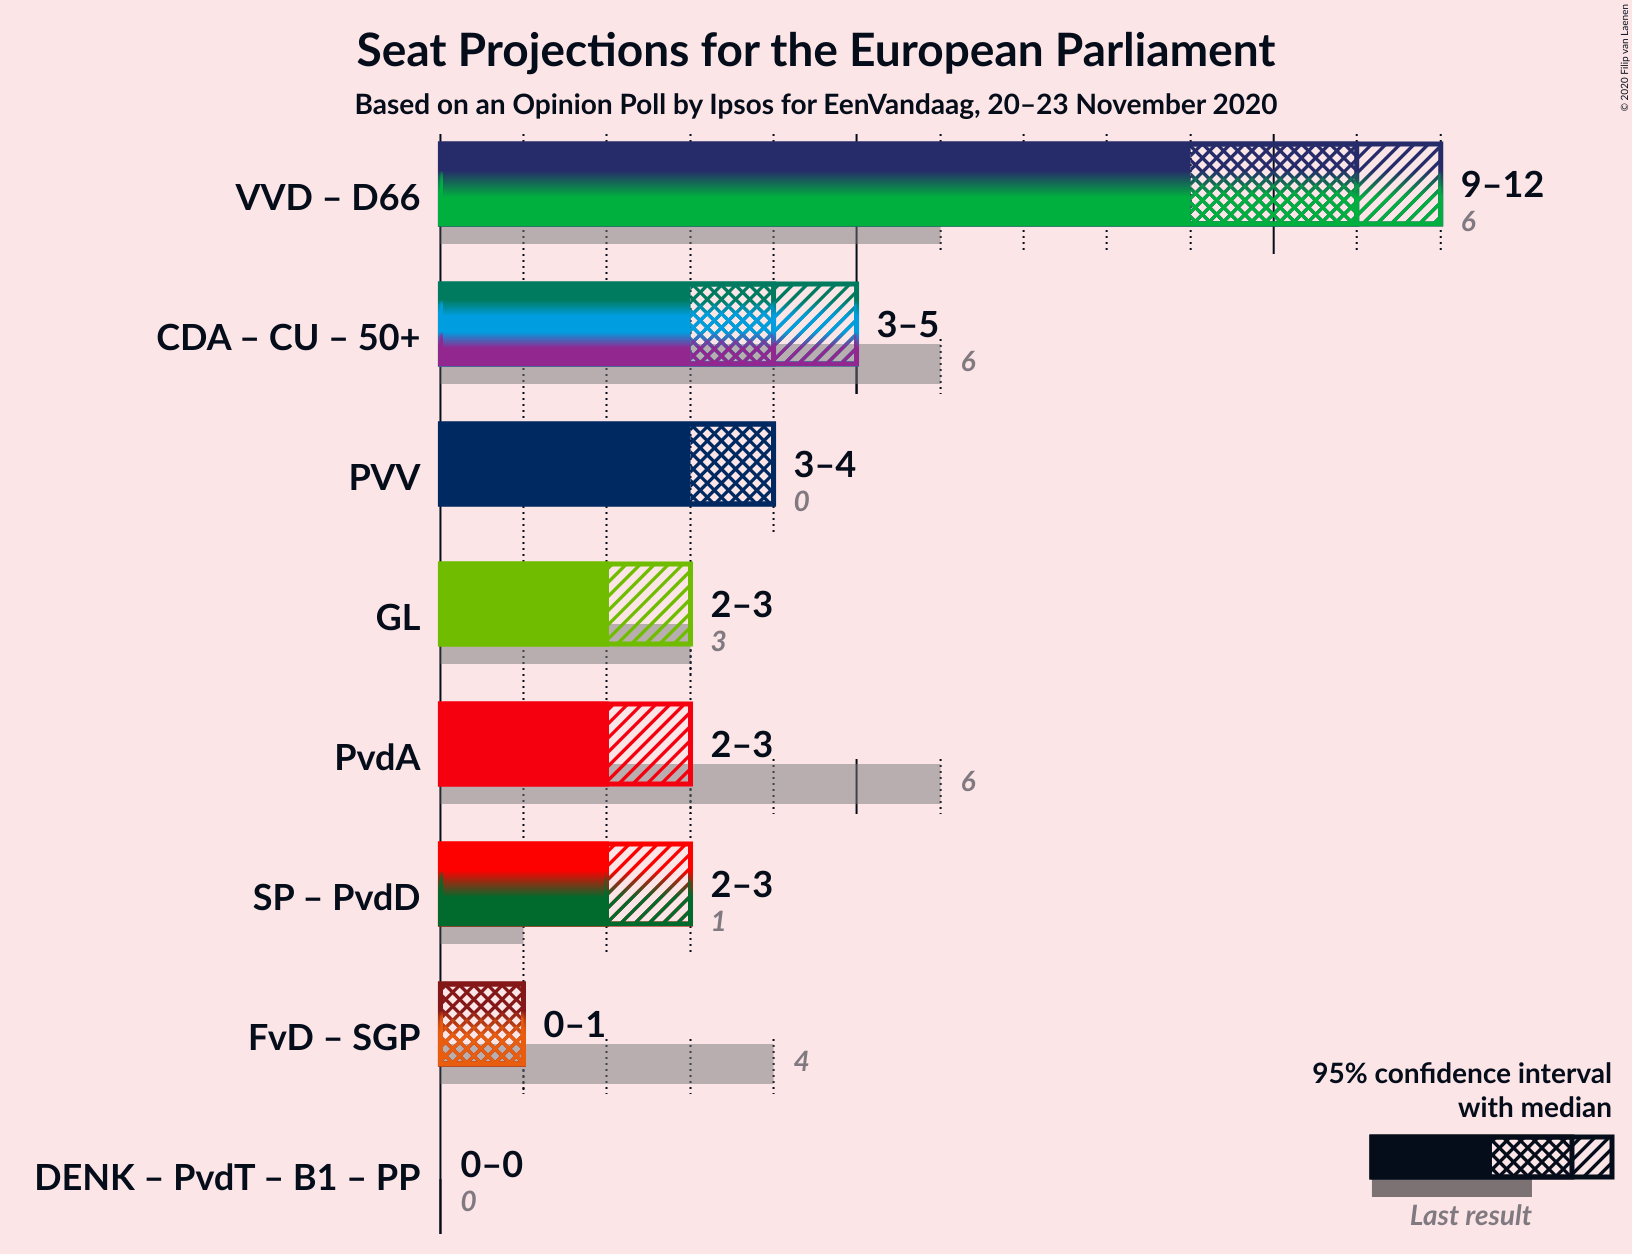 Seat Projections for the European Parliament
Based on an Opinion Poll by Ipsos for EenVandaag, 20–23 November 2020
© 2020 Filip van Laenen
VVD – D66
9–12
6
CDA – CU – 50+
3–5
6
PVV
3–4
0
GL
2–3
3
PvdA
2–3
6
SP – PvdD
2–3
1
FvD – SGP
0–1
4
DENK – PvdT – B1 – PP
0–0
0
95% confidence interval
with median
Last result